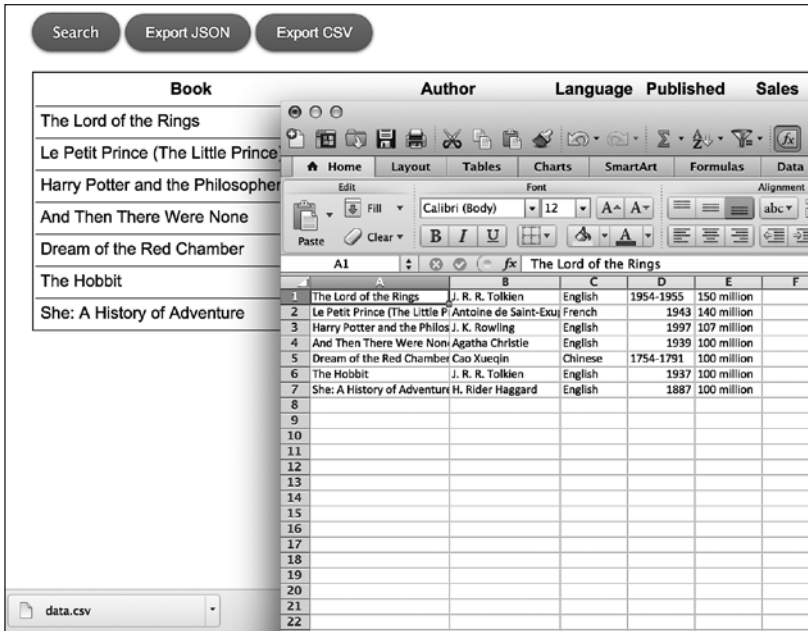 Search Export JSON Export CSV
Book Author Language Published Sales
The Lord of the Rings
Le Petit Prince (The Little Prince
Harry Potter and the Philosopher
And Then There Were None
Dream of the Red Chamber
The Hobbit
She: A History of Adventure
Home Layout Tables Charts SmartArt Formulas Data
Edit Font Alignment
Paste Fill Clear Calibri (Body) 12 A A abc
B I U A
A1 fx The Lord of the Rings
A B C D E F
1 The Lord of the Rings J. R. R. Tolkien English 1954-1955 150 million
2 Le Petit Prince (The Little P Antoine de Saint-Exup French 1943 140 million
3 Harry Potter and the Philos J. K. Rowling English 1997 107 million
4 And Then There Were Non Agatha Christie English 1939 100 million
5 Dream of the Red Chamber Cao Xueqin Chinese 1754-1791 100 million
6 The Hobbit J. R. R. Tolkien English 1937 100 million
7 She: A History of Adventure H. Rider Haggard English 1887 100 million
8
9
10
11
12
13
14
15
16
17
18
19
20
21
22
data.csv